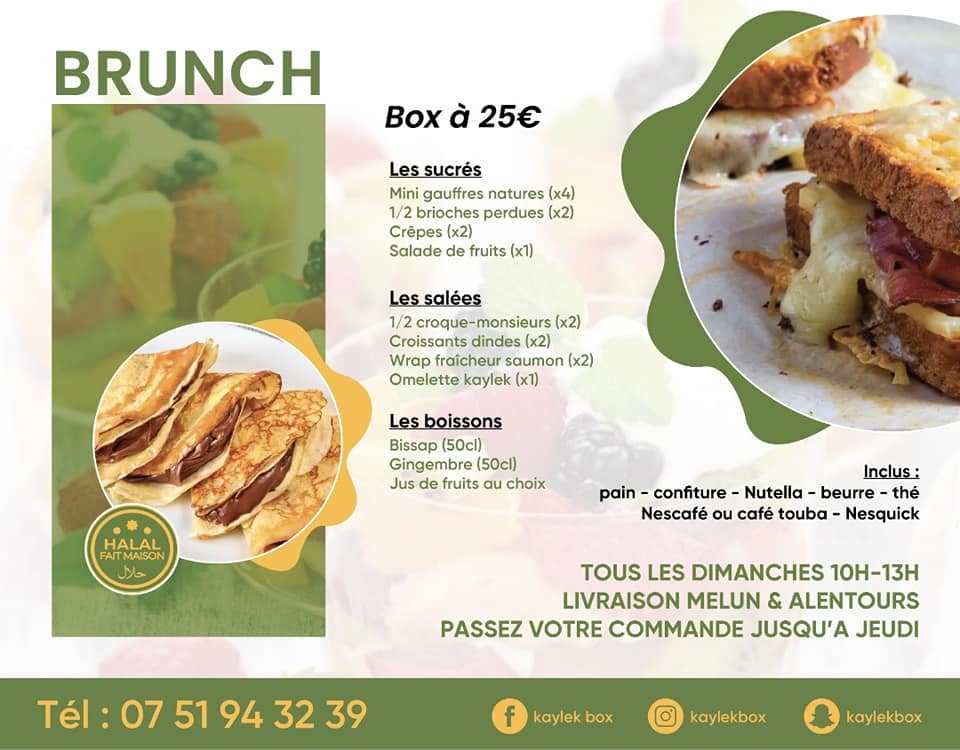 BRUNCH
Box à 25€
Les sucrés
Mini gauffres natures (x4)
1/2 brioches perdues (x2)
Crêpes (x2)
Salade de fruits (x1)
Les salées
1/2 croque-monsieurs (x2)
Croissants dindes (x2)
Wrap fraîcheur saumon (x2)
Omelette kaylek (x1)
Les boissons
Bissap (50cl)
Gingembre (50cl)
Jus de fruits au choix
Inclus :
pain - confiture - Nutella - beurre - thé
Nescafé ou café touba - Nesquick
HALAL
FAIT MAISON
حلال
TOUS LES DIMANCHES 10H-13H
LIVRAISON MELUN & ALENTOURS
PASSEZ VOTRE COMMANDE JUSQU'A JEUDI
Tél : 07 51 94 32 39
kaylek box
kaylekbox
kaylekbox